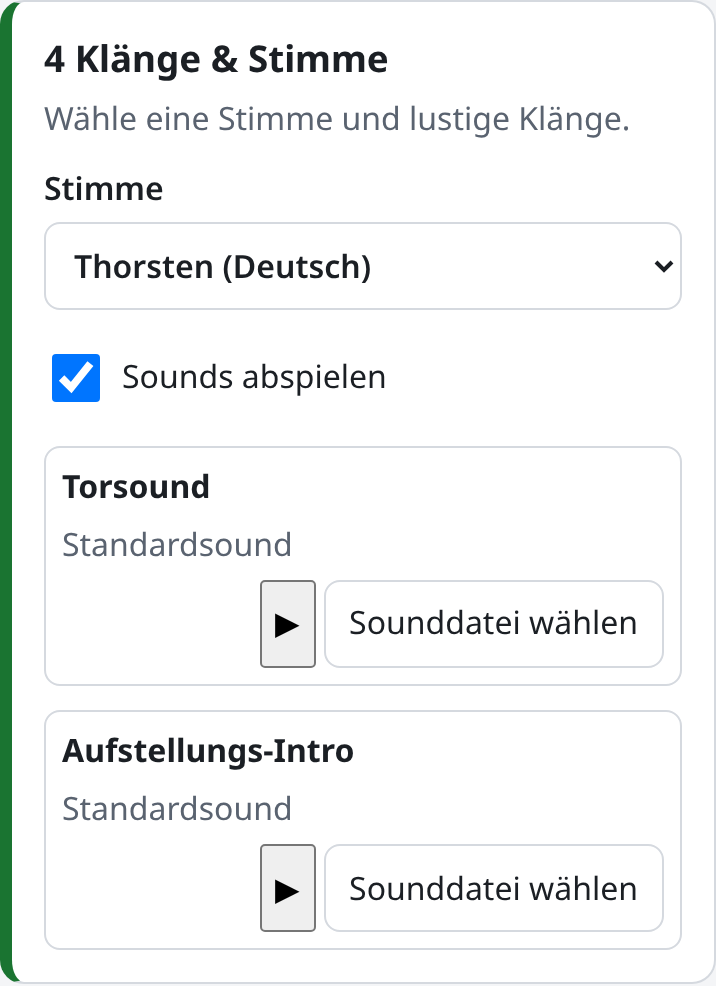 4 Klänge & Stimme
Wähle eine Stimme und lustige Klänge.
Stimme
Thorsten (Deutsch)
Sounds abspielen
Torsound
Standardsound
▶ Sounddatei wählen
Aufstellungs-Intro
Standardsound
▶ Sounddatei wählen